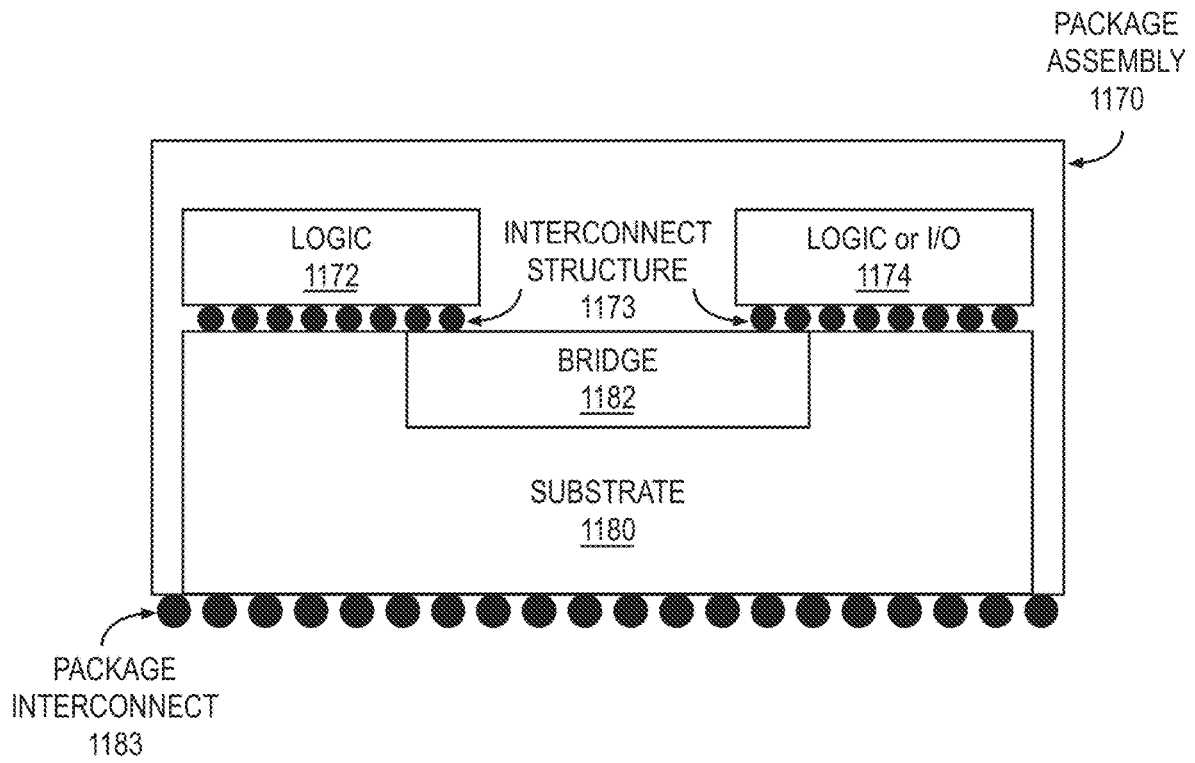 PACKAGE
ASSEMBLY
1170
LOGIC
1172
INTERCONNECT
STRUCTURE
1173
LOGIC or I/O
1174
BRIDGE
1182
SUBSTRATE
1180
PACKAGE
INTERCONNECT
1183